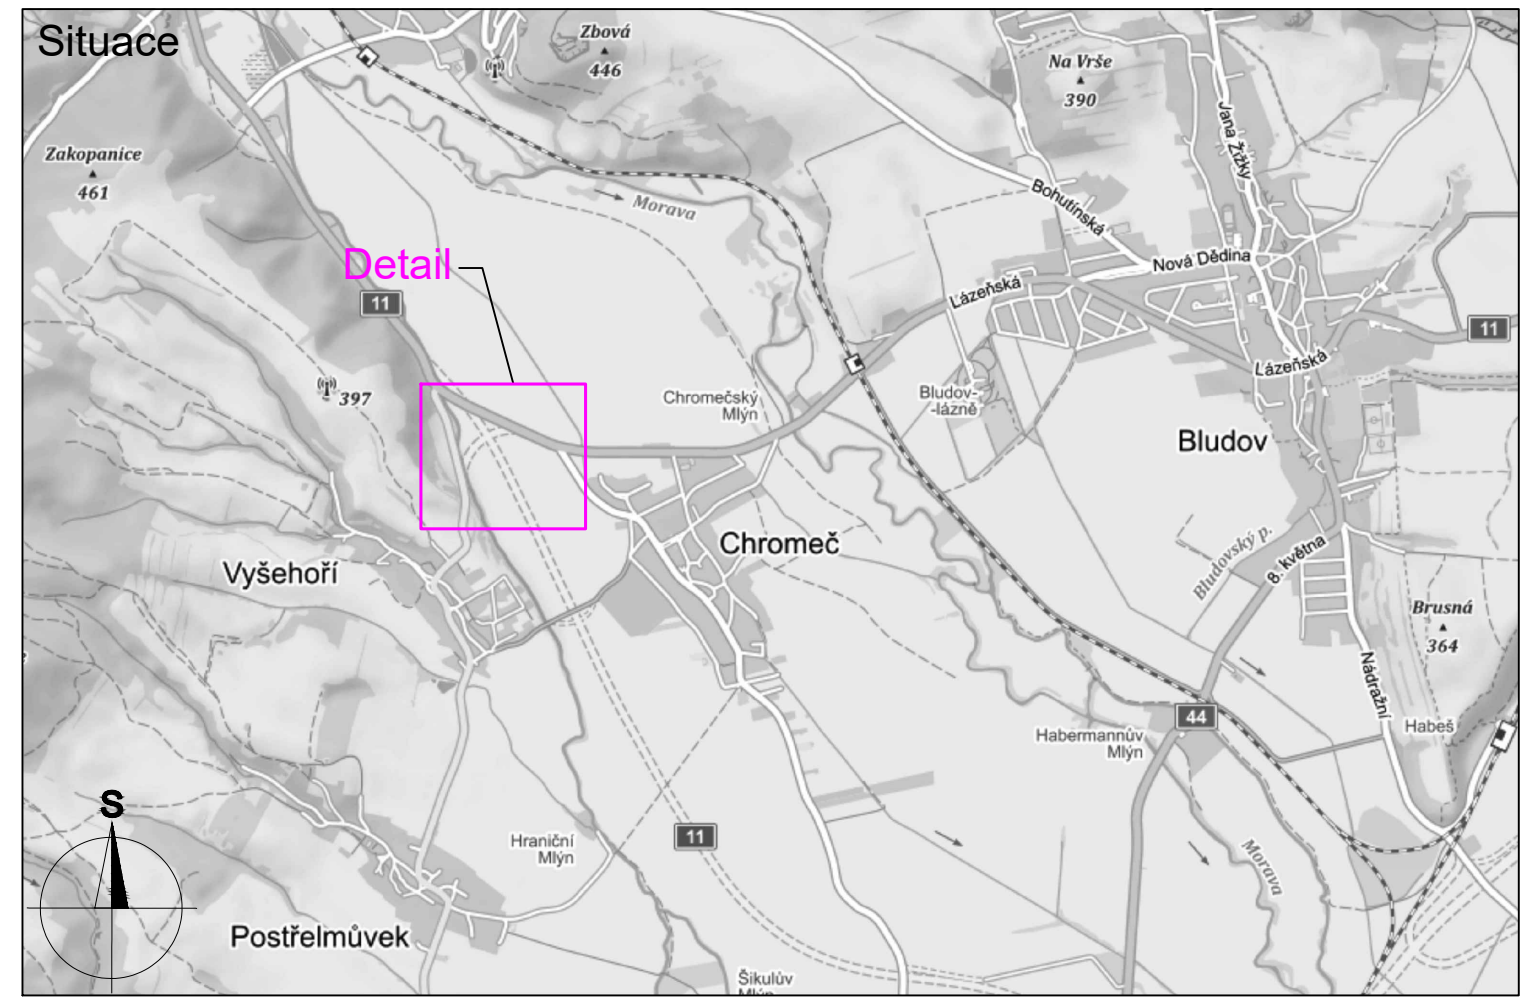 Situace
Zbová
446
Na Vrše
390
Jana Žižky
Zakopanice
461
Morava
Bohutínská
Nová Dědina
Detail
11
Lázeňská
11
Lázeňská
397
Chromečský
Mlýn
Bludov-
-lázně
Bludov
Chromeč
Vyšehoří
Bludovský p.
8. května
Brusná
364
Nádražní
44
Habeš
Habermannův
Mlýn
S
Hraniční
Mlýn
11
Morava
Postřelmůvek
Šikulův
Mlýn